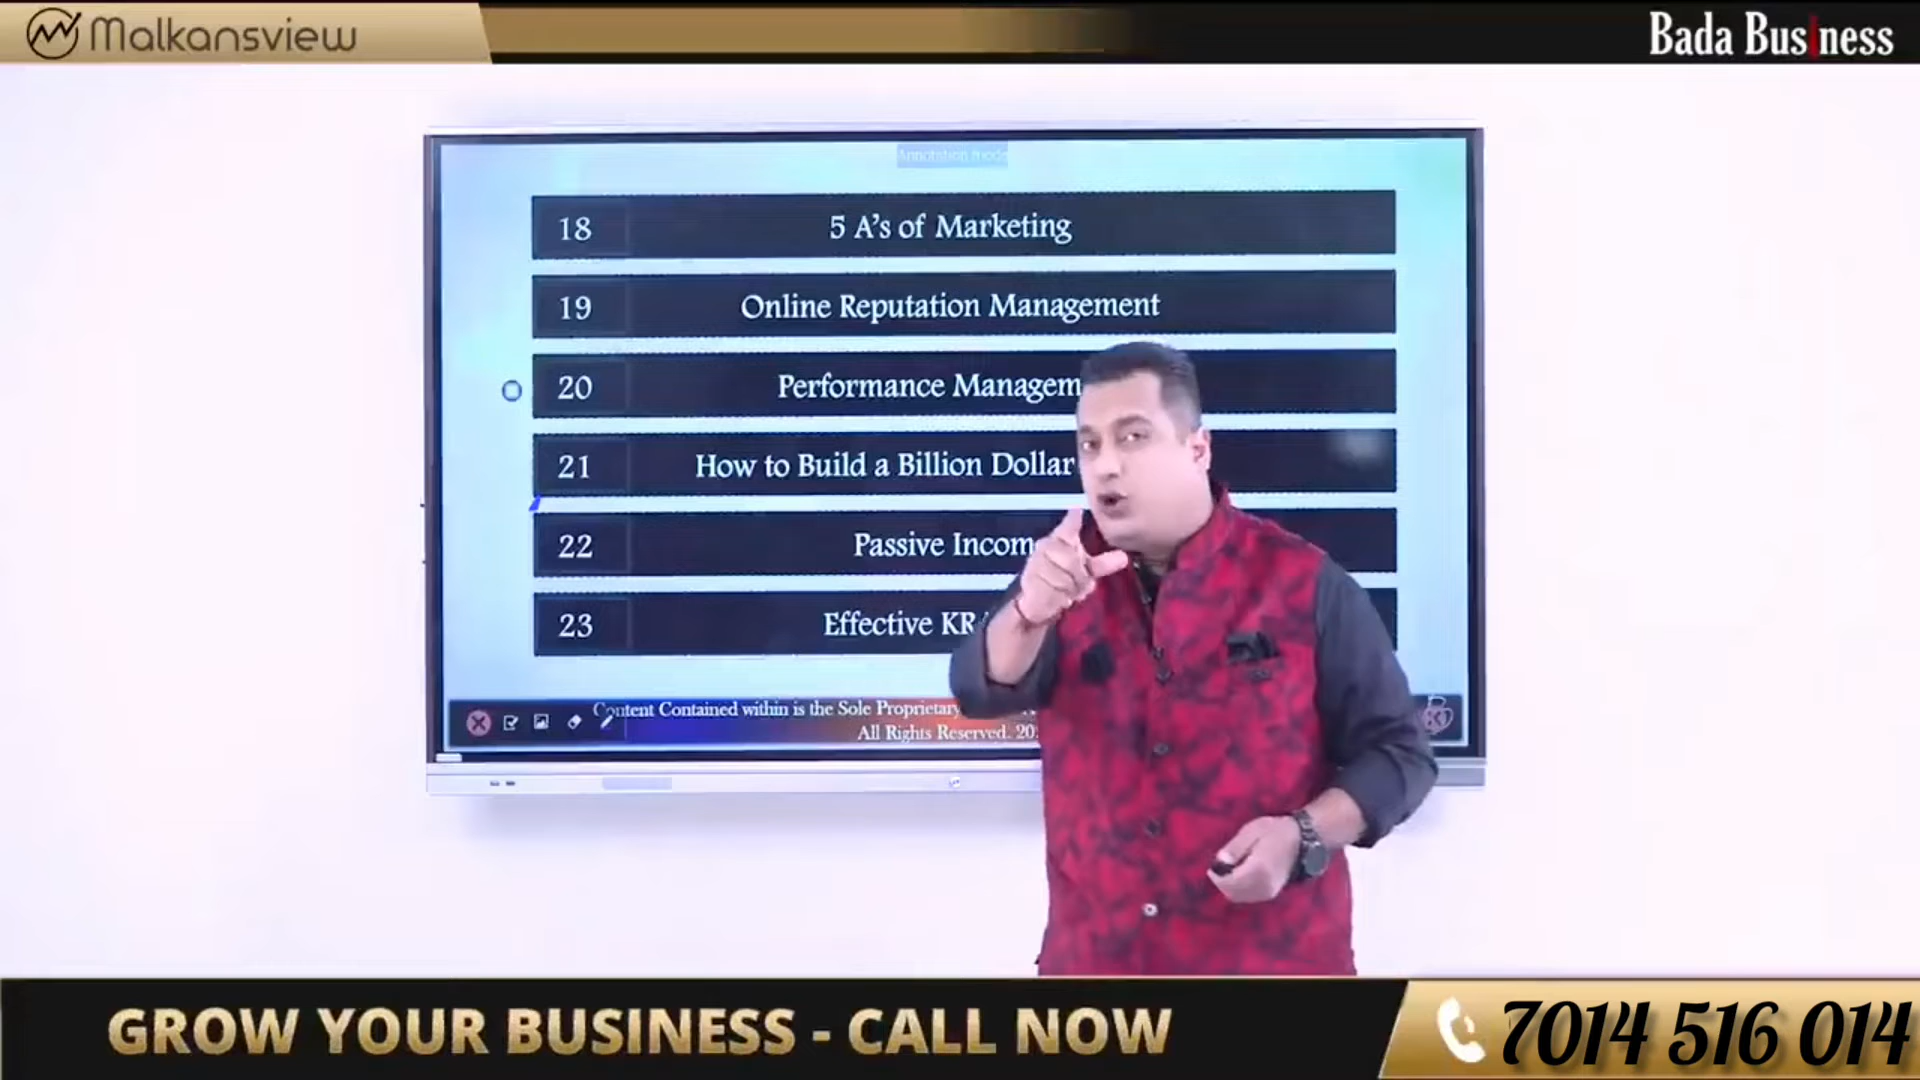 Malkansview
Bada Business
Annotation mode
18 5 A's of Marketing
19 Online Reputation Management
20 Performance Managem
21 How to Build a Billion Dollar
22 Passive Incom
23 Effective KR
Content Contained within is the Sole Proprietary
All Rights Reserved. 20
GROW YOUR BUSINESS - CALL NOW
7014 516 014